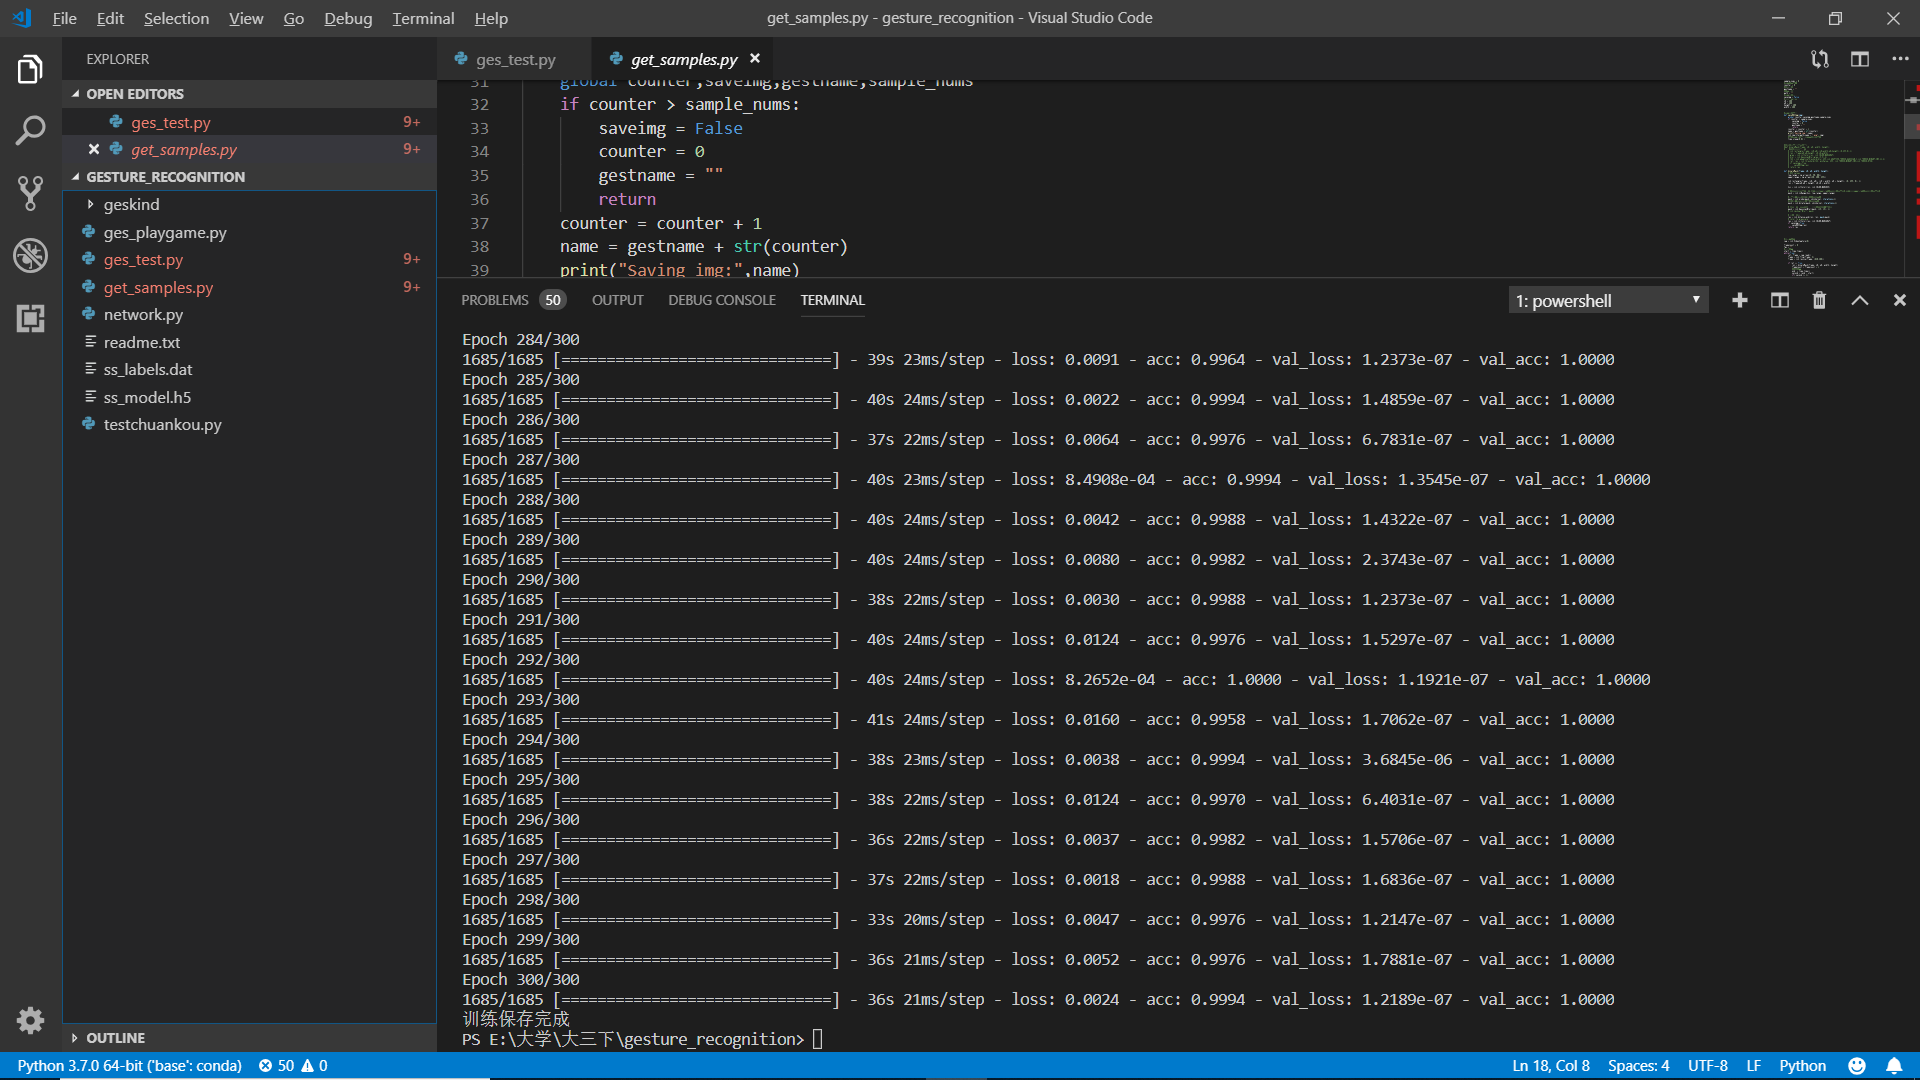 File Edit Selection View Go Debug Terminal Help
get_samples.py - gesture_recognition - Visual Studio Code
EXPLORER
OPEN EDITORS
ges_test.py 9+
get_samples.py 9+
GESTURE_RECOGNITION
geskind
ges_playgame.py
ges_test.py 9+
get_samples.py 9+
network.py
readme.txt
ss_labels.dat
ss_model.h5
testchuankou.py
OUTLINE
ges_test.py get_samples.py
31 global counter,saveimg,gestname,sample_nums
32 if counter > sample_nums:
33 saveimg = False
34 counter = 0
35 gestname = ""
36 return
37 counter = counter + 1
38 name = gestname + str(counter)
39 print("Saving img:",name)
PROBLEMS 50 OUTPUT DEBUG CONSOLE TERMINAL 1: powershell
Epoch 284/300
1685/1685 [==============================] - 39s 23ms/step - loss: 0.0091 - acc: 0.9964 - val_loss: 1.2373e-07 - val_acc: 1.0000
Epoch 285/300
1685/1685 [==============================] - 40s 24ms/step - loss: 0.0022 - acc: 0.9994 - val_loss: 1.4859e-07 - val_acc: 1.0000
Epoch 286/300
1685/1685 [==============================] - 37s 22ms/step - loss: 0.0064 - acc: 0.9976 - val_loss: 6.7831e-07 - val_acc: 1.0000
Epoch 287/300
1685/1685 [==============================] - 40s 23ms/step - loss: 8.4908e-04 - acc: 0.9994 - val_loss: 1.3545e-07 - val_acc: 1.0000
Epoch 288/300
1685/1685 [==============================] - 40s 24ms/step - loss: 0.0042 - acc: 0.9988 - val_loss: 1.4322e-07 - val_acc: 1.0000
Epoch 289/300
1685/1685 [==============================] - 40s 24ms/step - loss: 0.0080 - acc: 0.9982 - val_loss: 2.3743e-07 - val_acc: 1.0000
Epoch 290/300
1685/1685 [==============================] - 38s 22ms/step - loss: 0.0030 - acc: 0.9988 - val_loss: 1.2373e-07 - val_acc: 1.0000
Epoch 291/300
1685/1685 [==============================] - 40s 24ms/step - loss: 0.0124 - acc: 0.9976 - val_loss: 1.5297e-07 - val_acc: 1.0000
Epoch 292/300
1685/1685 [==============================] - 40s 24ms/step - loss: 8.2652e-04 - acc: 1.0000 - val_loss: 1.1921e-07 - val_acc: 1.0000
Epoch 293/300
1685/1685 [==============================] - 41s 24ms/step - loss: 0.0160 - acc: 0.9958 - val_loss: 1.7062e-07 - val_acc: 1.0000
Epoch 294/300
1685/1685 [==============================] - 38s 23ms/step - loss: 0.0038 - acc: 0.9994 - val_loss: 3.6845e-06 - val_acc: 1.0000
Epoch 295/300
1685/1685 [==============================] - 38s 22ms/step - loss: 0.0124 - acc: 0.9970 - val_loss: 6.4031e-07 - val_acc: 1.0000
Epoch 296/300
1685/1685 [==============================] - 36s 22ms/step - loss: 0.0037 - acc: 0.9982 - val_loss: 1.5706e-07 - val_acc: 1.0000
Epoch 297/300
1685/1685 [==============================] - 37s 22ms/step - loss: 0.0018 - acc: 0.9988 - val_loss: 1.6836e-07 - val_acc: 1.0000
Epoch 298/300
1685/1685 [==============================] - 33s 20ms/step - loss: 0.0047 - acc: 0.9976 - val_loss: 1.2147e-07 - val_acc: 1.0000
Epoch 299/300
1685/1685 [==============================] - 36s 21ms/step - loss: 0.0052 - acc: 0.9976 - val_loss: 1.7881e-07 - val_acc: 1.0000
Epoch 300/300
1685/1685 [==============================] - 36s 21ms/step - loss: 0.0024 - acc: 0.9994 - val_loss: 1.2189e-07 - val_acc: 1.0000
训练保存完成
PS E:\大学\大三下\gesture_recognition>
Python 3.7.0 64-bit ('base': conda) 50 0 Ln 18, Col 8 Spaces: 4 UTF-8 LF Python